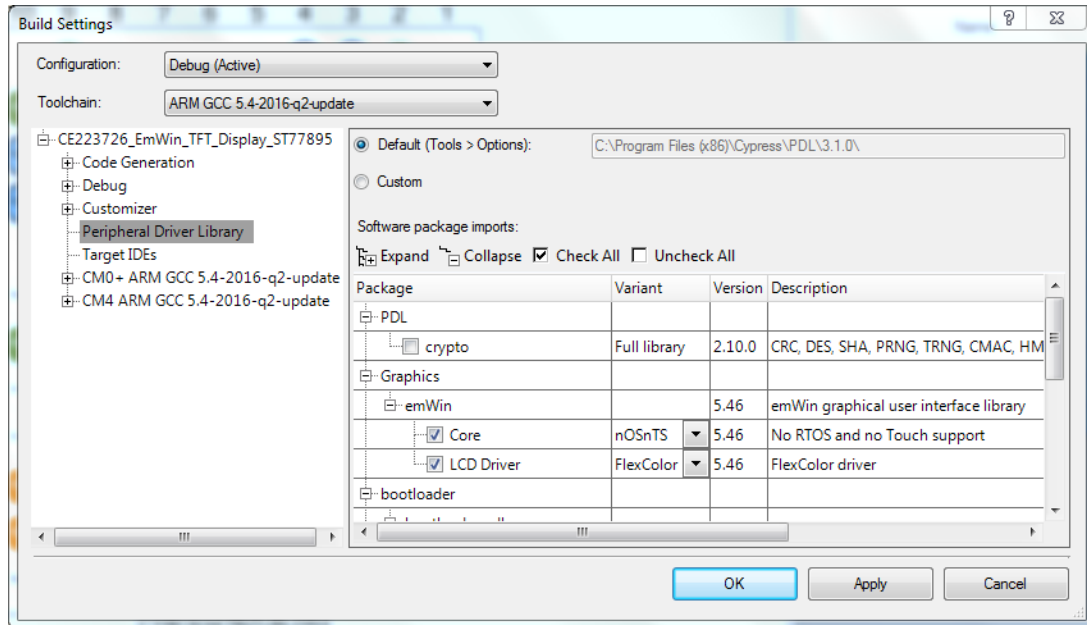 Build Settings
Configuration: Debug (Active)
Toolchain: ARM GCC 5.4-2016-q2-update
CE223726_EmWin_TFT_Display_ST77895
Code Generation
Debug
Customizer
Peripheral Driver Library
Target IDEs
CM0+ ARM GCC 5.4-2016-q2-update
CM4 ARM GCC 5.4-2016-q2-update
Default (Tools > Options): C:\Program Files (x86)\Cypress\PDL\3.1.0\
Custom
Software package imports:
Expand Collapse Check All Uncheck All
Package Variant Version Description
PDL
crypto Full library 2.10.0 CRC, DES, SHA, PRNG, TRNG, CMAC, HM
Graphics
emWin 5.46 emWin graphical user interface library
Core nOSnTS 5.46 No RTOS and no Touch support
LCD Driver FlexColor 5.46 FlexColor driver
bootloader
OK Apply Cancel